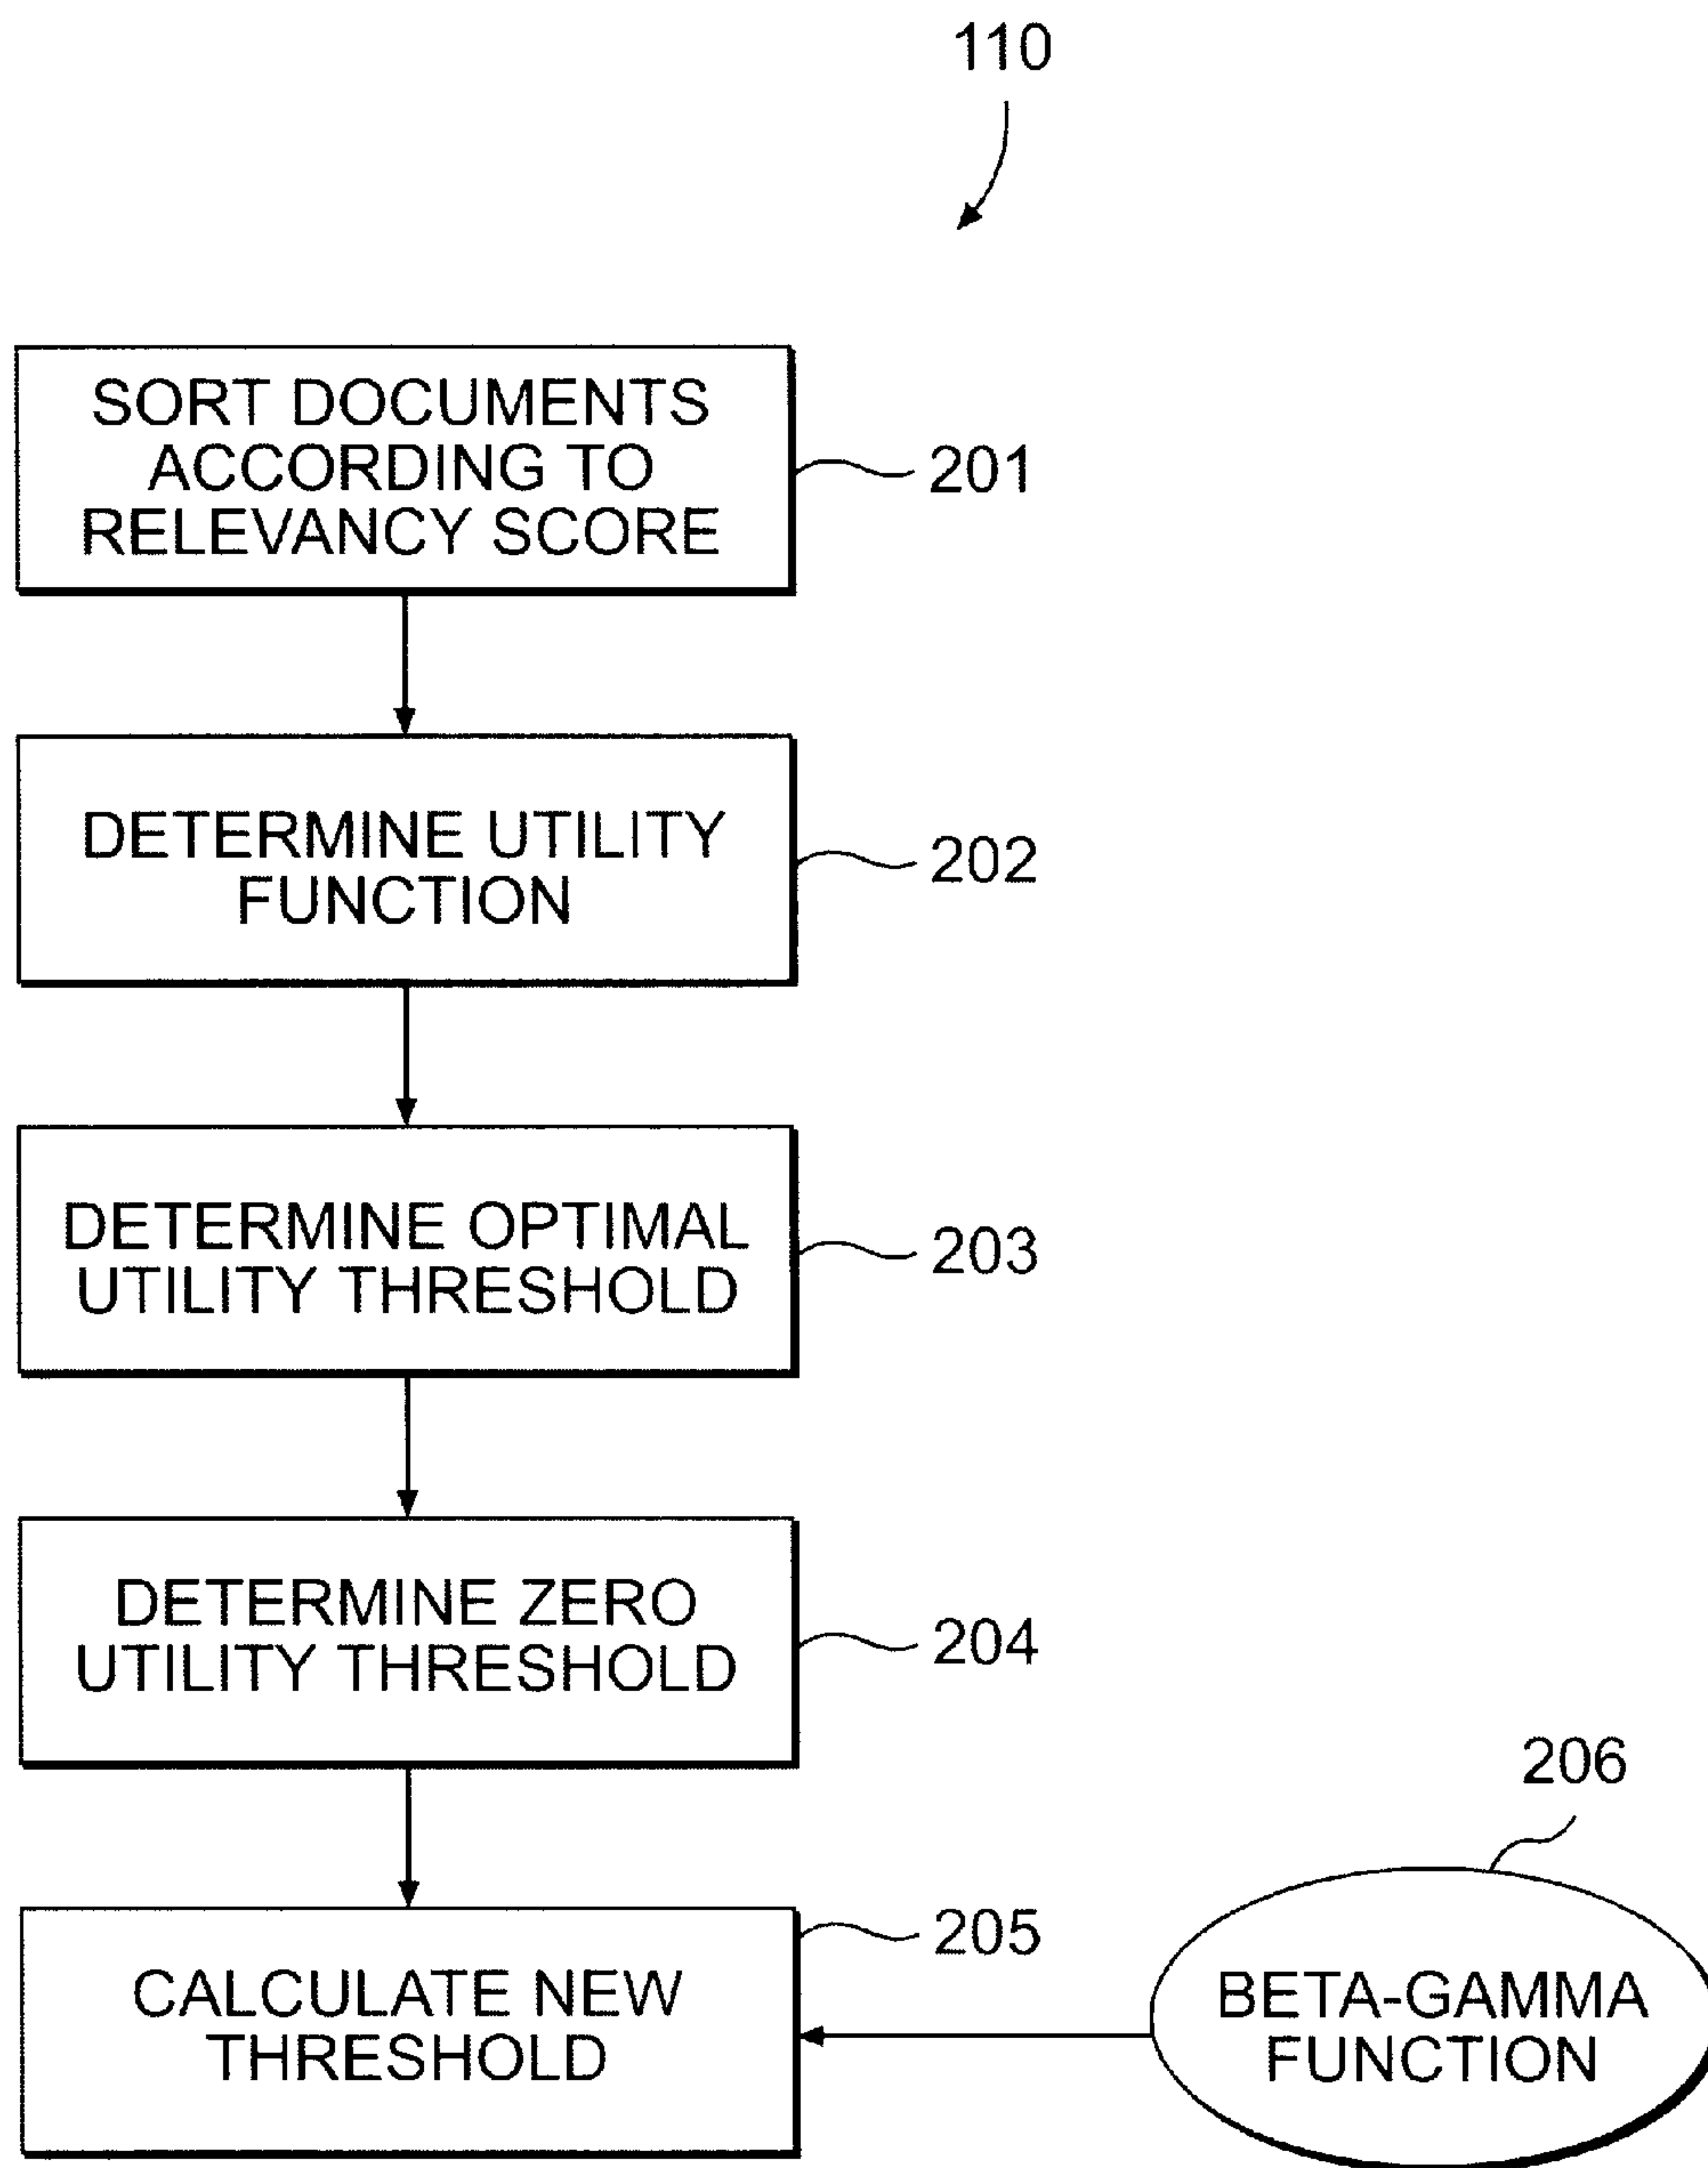 110
SORT DOCUMENTS
ACCORDING TO
RELEVANCY SCORE
201
DETERMINE UTILITY
FUNCTION
202
DETERMINE OPTIMAL
UTILITY THRESHOLD
203
DETERMINE ZERO
UTILITY THRESHOLD
204
CALCULATE NEW
THRESHOLD
205
206
BETA-GAMMA
FUNCTION